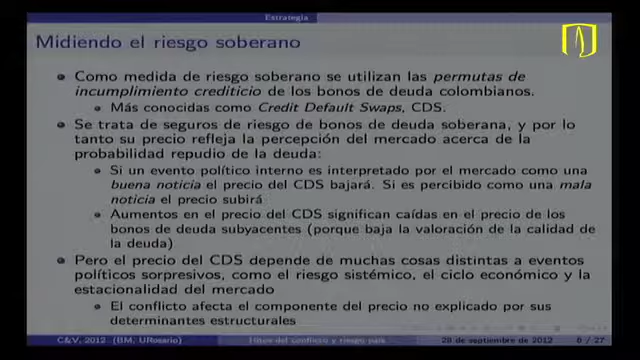 Estrategia
Midiendo el riesgo soberano
Como medida de riesgo soberano se utilizan las permutas de
incumplimiento crediticio de los bonos de deuda colombianos.
Más conocidas como Credit Default Swaps, CDS.
Se trata de seguros de riesgo de bonos de deuda soberana, y por lo
tanto su precio refleja la percepción del mercado acerca de la
probabilidad repudio de la deuda:
Si un evento político interno es interpretado por el mercado como una
buena noticia el precio del CDS bajará. Si es percibido como una mala
noticia el precio subirá
Aumentos en el precio del CDS significan caídas en el precio de los
bonos de deuda subyacentes (porque baja la valoración de la calidad de
la deuda)
Pero el precio del CDS depende de muchas cosas distintas a eventos
políticos sorpresivos, como el riesgo sistémico, el ciclo económico y la
estacionalidad del mercado
El conflicto afecta el componente del precio no explicado por sus
determinantes estructurales
C&V, 2012 (BM, URosario) Hitos del conflicto y riesgo país 28 de septiembre de 2012 8 / 27